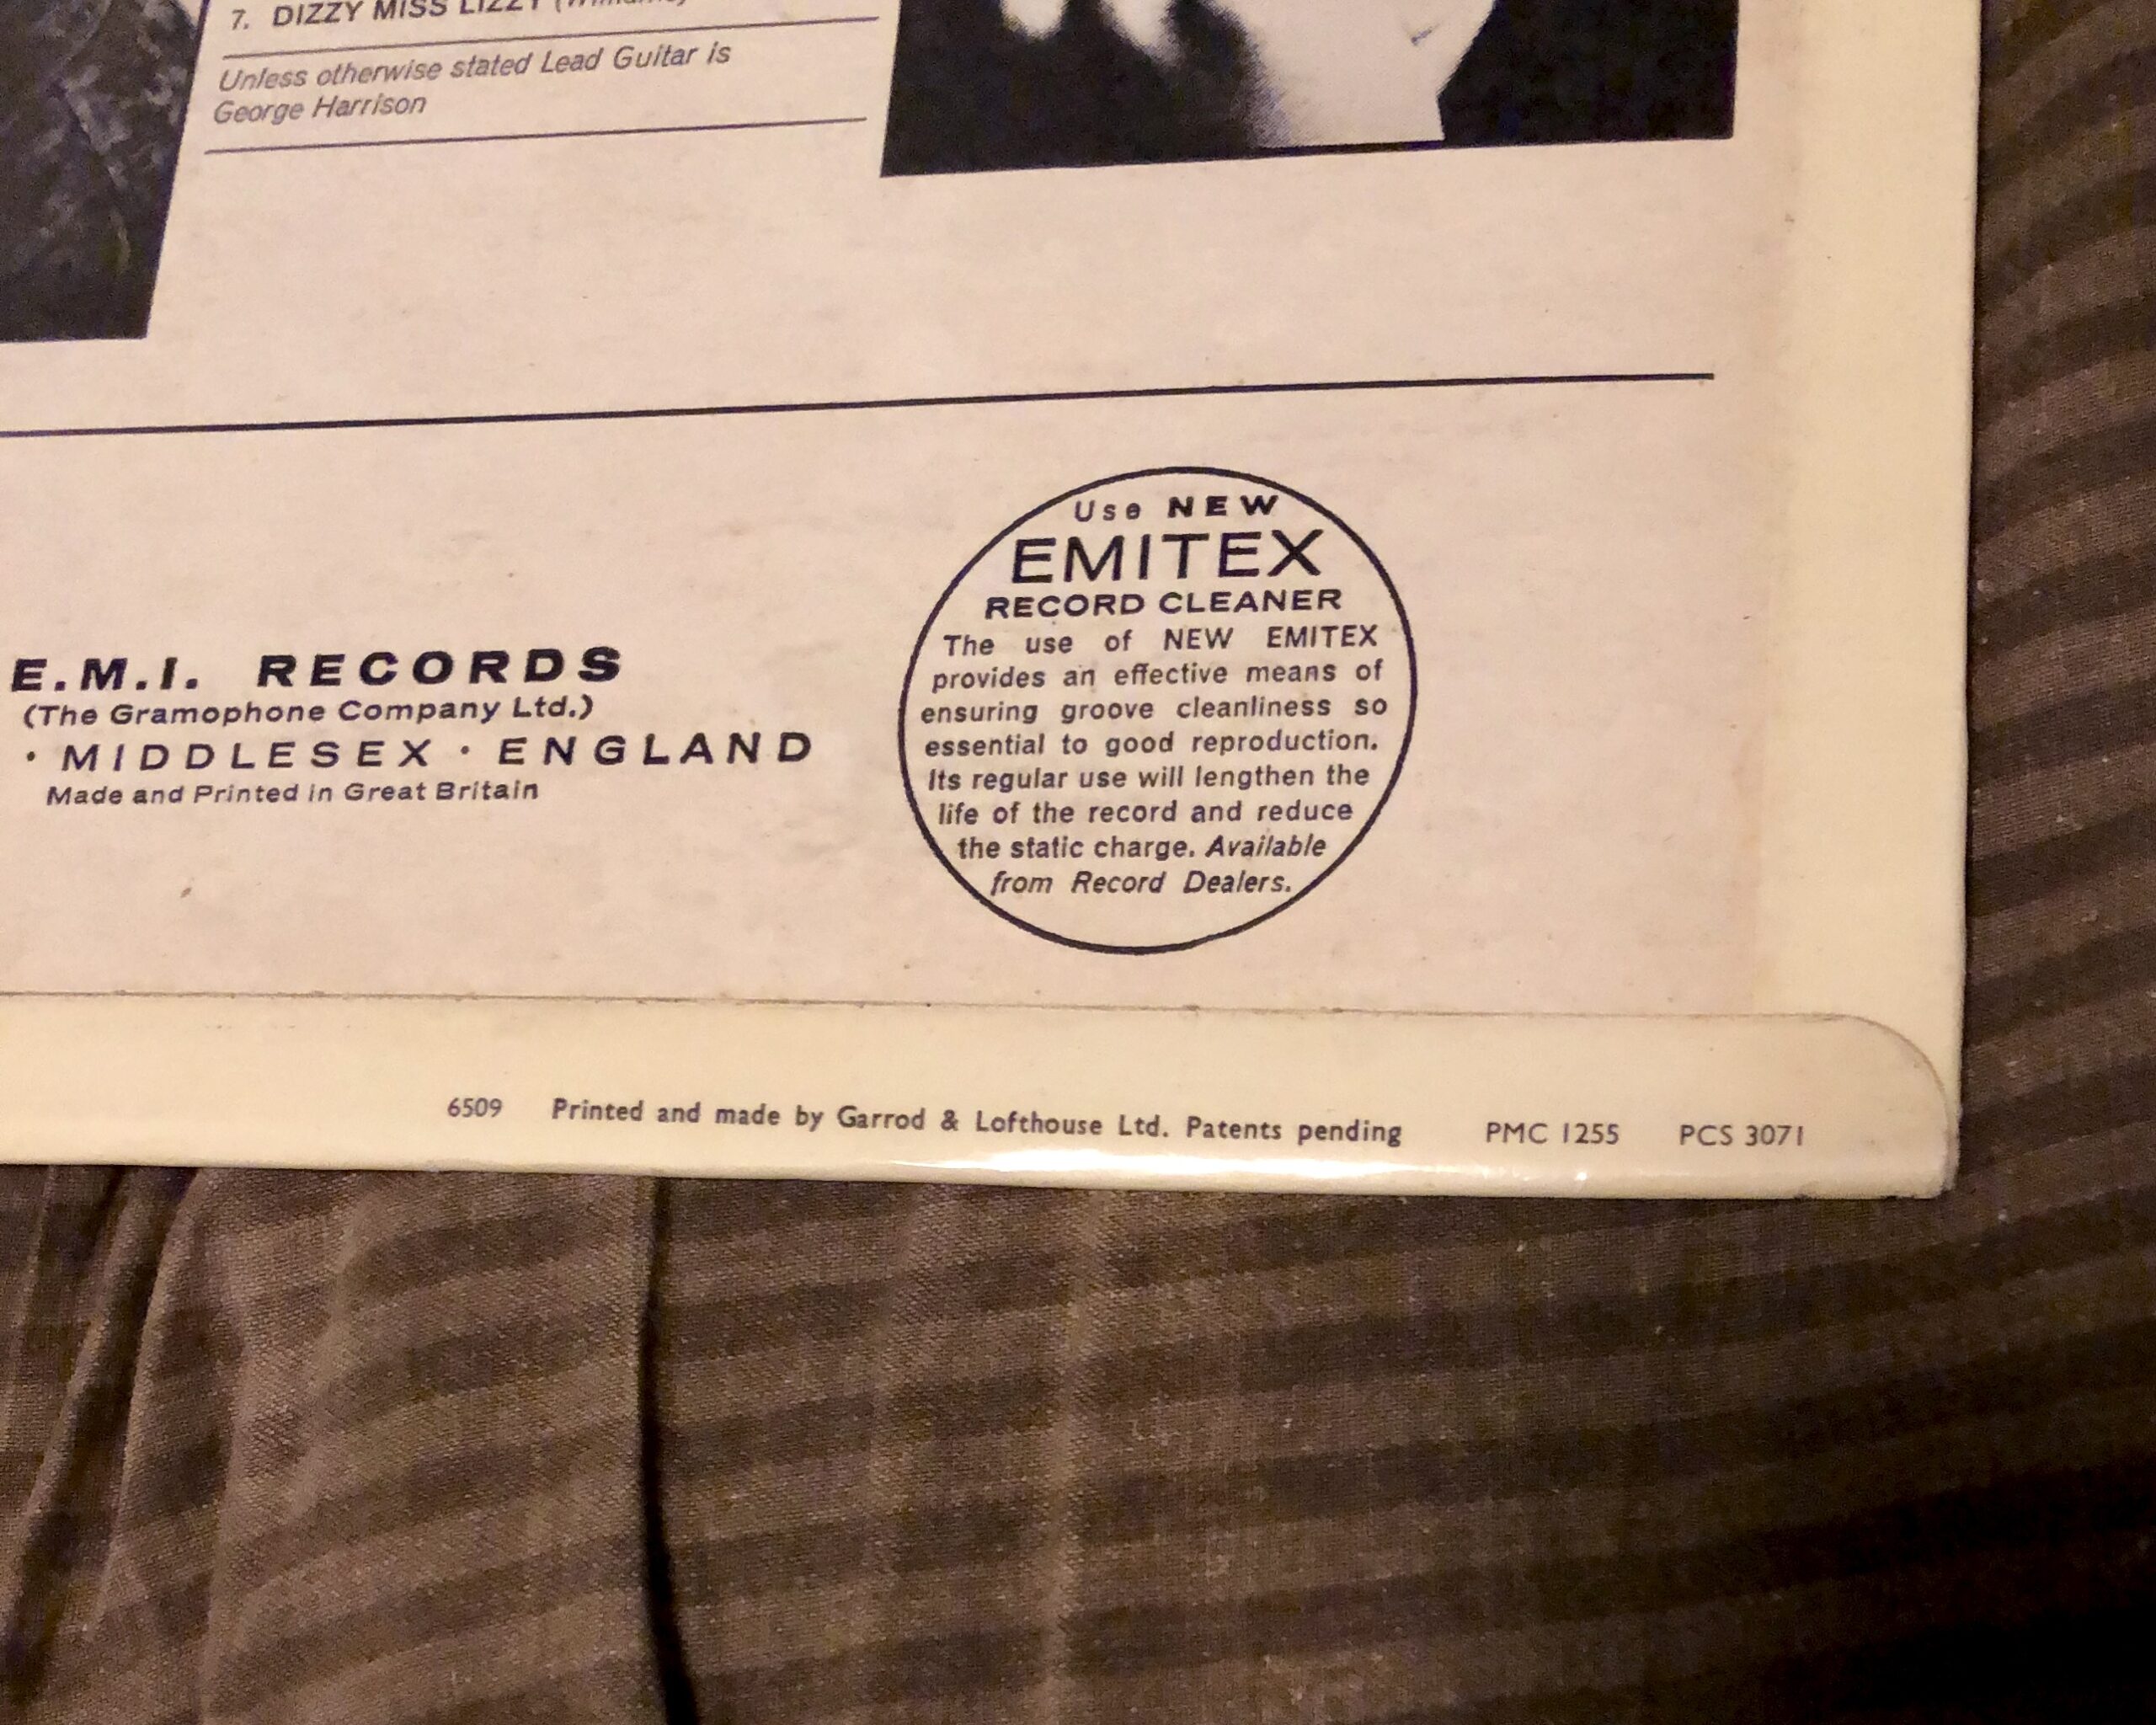 7. DIZZY MISS LIZZY (Williams)
Unless otherwise stated Lead Guitar is
George Harrison
E.M.I. RECORDS
(The Gramophone Company Ltd.)
· MIDDLESEX · ENGLAND
Made and Printed in Great Britain
Use NEW
EMITEX
RECORD CLEANER
The use of NEW EMITEX
provides an effective means of
ensuring groove cleanliness so
essential to good reproduction.
Its regular use will lengthen the
life of the record and reduce
the static charge. Available
from Record Dealers.
6509 Printed and made by Garrod & Lofthouse Ltd. Patents pending PMC 1255 PCS 3071